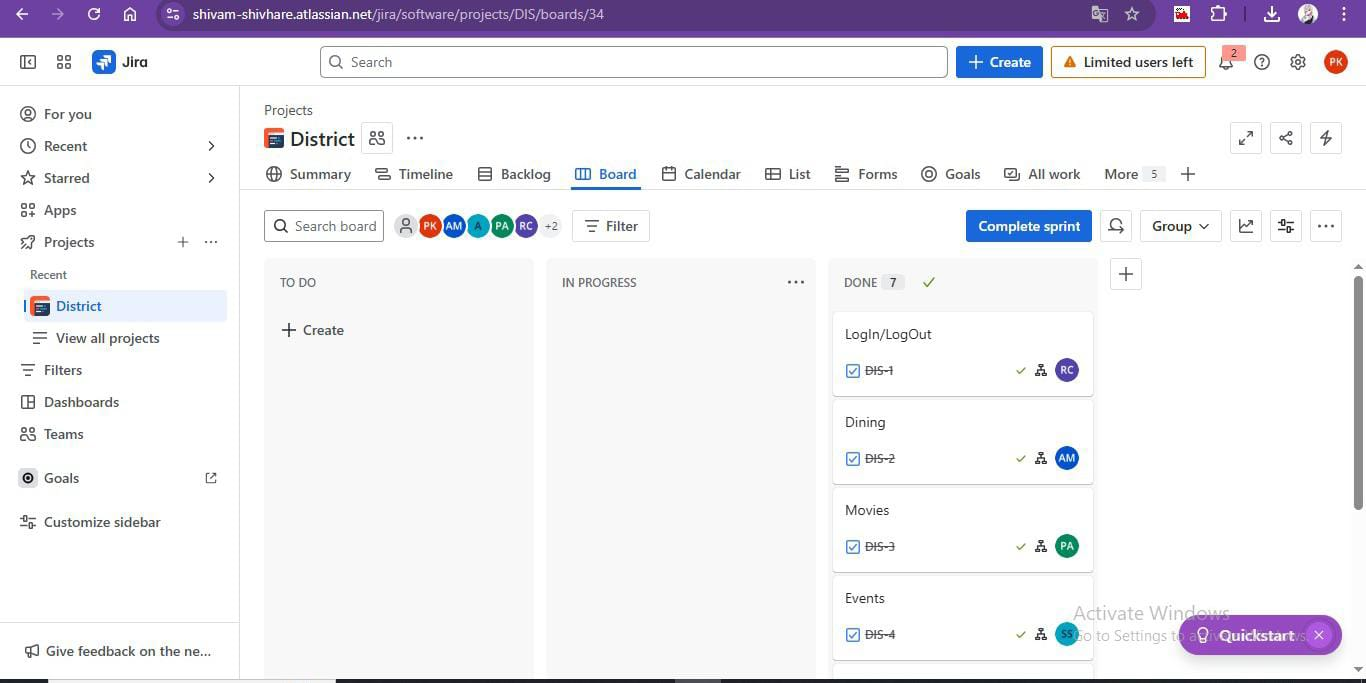 shivam-shivhare.atlassian.net/jira/software/projects/DIS/boards/34
Jira
Search
Create
Limited users left
2
PK
For you
Recent
Starred
Apps
Projects
Recent
District
View all projects
Filters
Dashboards
Teams
Goals
Customize sidebar
Give feedback on the ne...
Projects
District
Summary
Timeline
Backlog
Board
Calendar
List
Forms
Goals
All work
More 5
Search board
PK AM A PA RC +2
Filter
Complete sprint
Group
TO DO
Create
IN PROGRESS
DONE 7
LogIn/LogOut
DIS-1
RC
Dining
DIS-2
AM
Movies
DIS-3
PA
Events
DIS-4
SS
Activate Windows
Go to Settings to
Quickstart